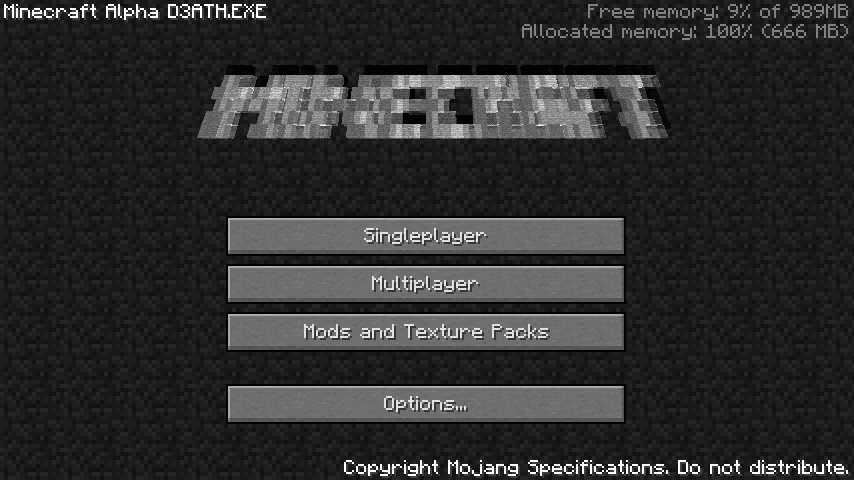 Minecraft Alpha D3ATH.EXE
Free memory: 9% of 989MB
Allocated memory: 100% (666 MB)
MINECRAFT
Singleplayer
Multiplayer
Mods and Texture Packs
Options...
Copyright Mojang Specifications. Do not distribute.